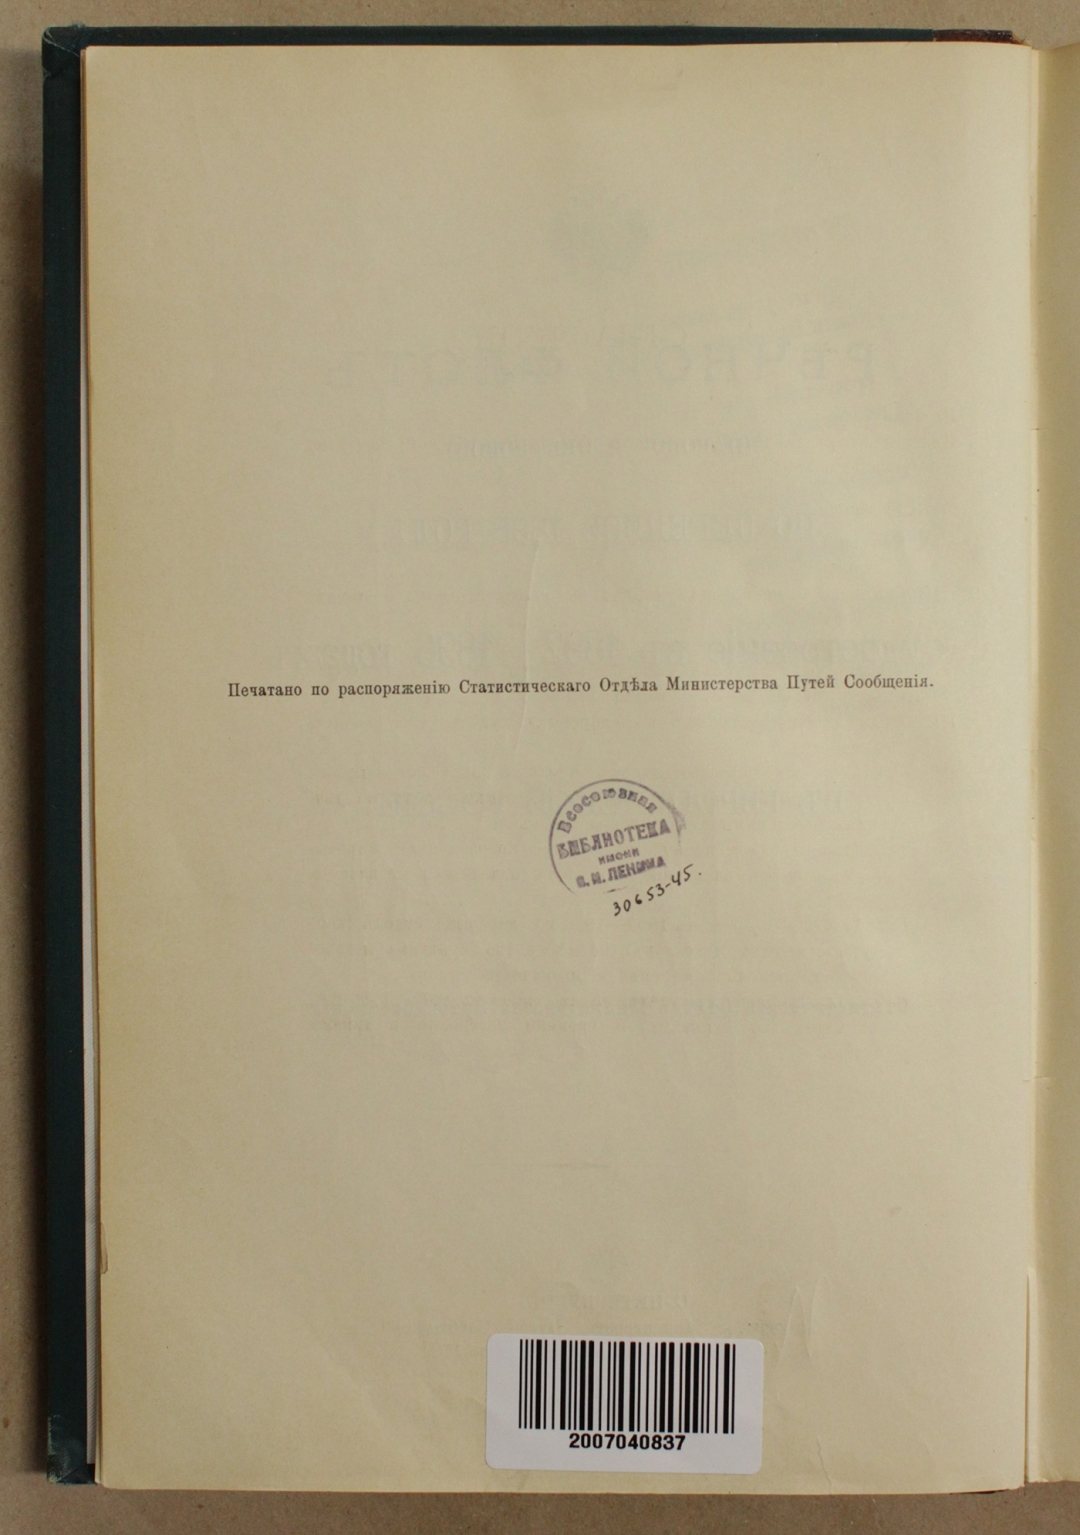 Печатано по распоряженію Статистическаго Отдѣла Министерства Путей Сообщенія.
Всесоюзная
БИБЛИОТЕКА
имени
В. И. ЛЕНИНА
30653-45.
2007040837